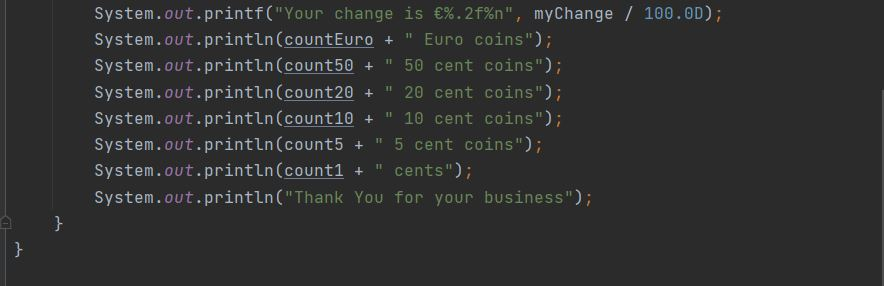 System.out.printf("Your change is €%.2f%n", myChange / 100.0D);
System.out.println(countEuro + " Euro coins");
System.out.println(count50 + " 50 cent coins");
System.out.println(count20 + " 20 cent coins");
System.out.println(count10 + " 10 cent coins");
System.out.println(count5 + " 5 cent coins");
System.out.println(count1 + " cents");
System.out.println("Thank You for your business");
}
}